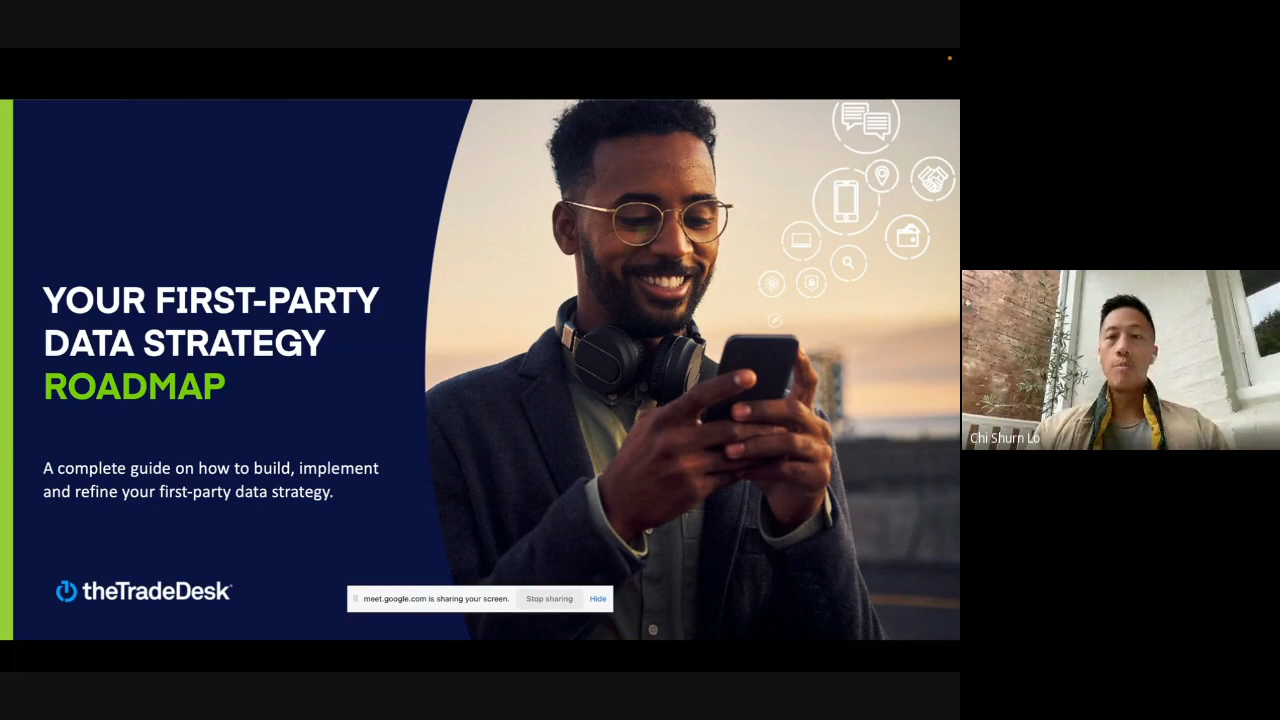 YOUR FIRST-PARTY
DATA STRATEGY
ROADMAP
A complete guide on how to build, implement
and refine your first-party data strategy.
theTradeDesk
meet.google.com is sharing your screen. Stop sharing Hide
Chi Shurn Lo